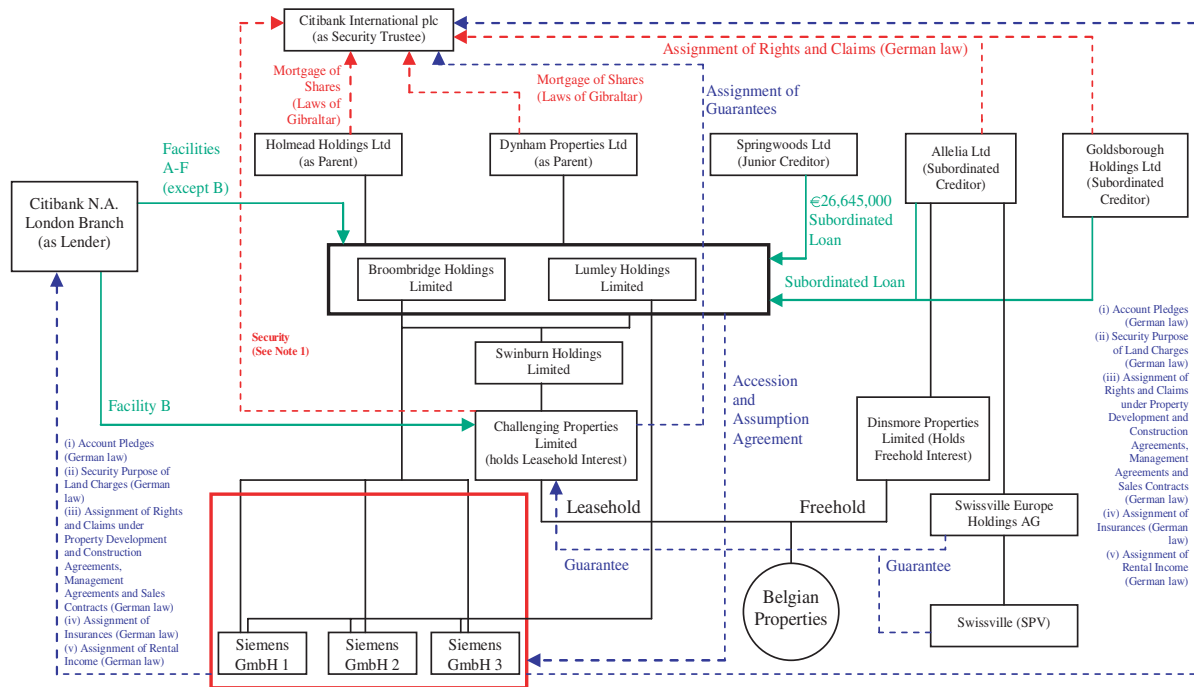 Citibank International plc
(as Security Trustee)
Assignment of Rights and Claims (German law)
Mortgage of
Shares
(Laws of
Gibraltar)
Mortgage of Shares
(Laws of Gibraltar)
Assignment of
Guarantees
Facilities
A-F
(except B)
Holmead Holdings Ltd
(as Parent)
Dynham Properties Ltd
(as Parent)
Springwoods Ltd
(Junior Creditor)
Allelia Ltd
(Subordinated
Creditor)
Goldsborough
Holdings Ltd
(Subordinated
Creditor)
Citibank N.A.
London Branch
(as Lender)
€26,645,000
Subordinated
Loan
Broombridge Holdings
Limited
Lumley Holdings
Limited
Subordinated Loan
Security
(See Note 1)
Swinburn Holdings
Limited
Accession
and
Assumption
Agreement
(i) Account Pledges
(German law)
(ii) Security Purpose
of Land Charges
(German law)
(iii) Assignment of
Rights and Claims
under Property
Development and
Construction
Agreements,
Management
Agreements and
Sales Contracts
(German law)
(iv) Assignment of
Insurances (German
law)
(v) Assignment of
Rental Income
(German law)
Facility B
Challenging Properties
Limited
(holds Leasehold Interest)
Dinsmore Properties
Limited (Holds
Freehold Interest)
(i) Account Pledges
(German law)
(ii) Security Purpose of
Land Charges (German
law)
(iii) Assignment of
Rights and Claims under
Property Development
and Construction
Agreements,
Management
Agreements and Sales
Contracts (German law)
(iv) Assignment of
Insurances (German law)
(v) Assignment of Rental
Income (German law)
Leasehold
Freehold
Swissville Europe
Holdings AG
Guarantee
Guarantee
Belgian
Properties
Swissville (SPV)
Siemens
GmbH 1
Siemens
GmbH 2
Siemens
GmbH 3